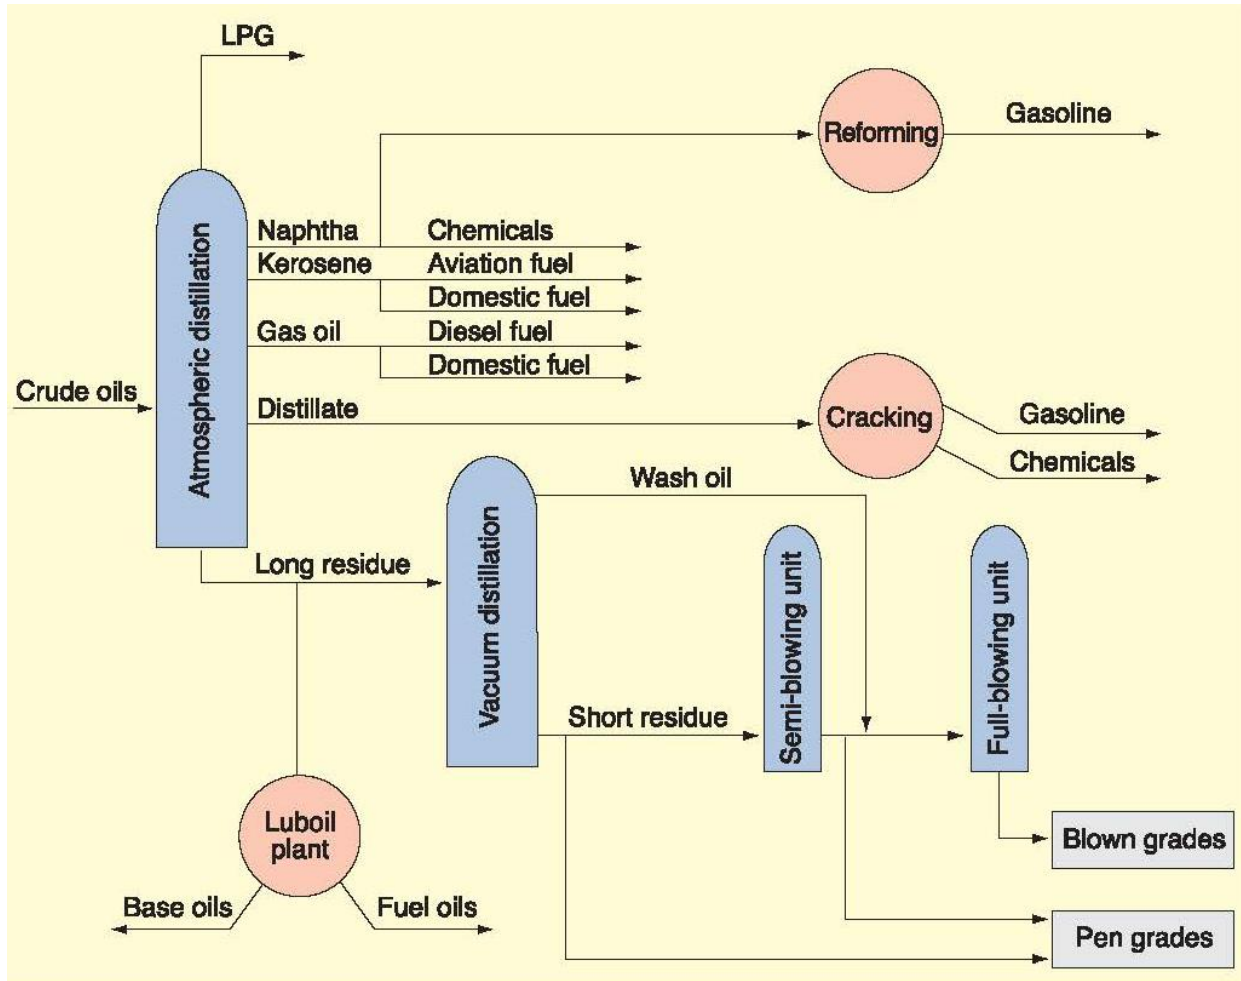 LPG
Reforming
Gasoline
Naphtha
Chemicals
Kerosene
Aviation fuel
Domestic fuel
Gas oil
Diesel fuel
Domestic fuel
Crude oils
Atmospheric distillation
Distillate
Cracking
Gasoline
Chemicals
Wash oil
Long residue
Vacuum distillation
Short residue
Semi-blowing unit
Full-blowing unit
Luboil
plant
Base oils
Fuel oils
Blown grades
Pen grades